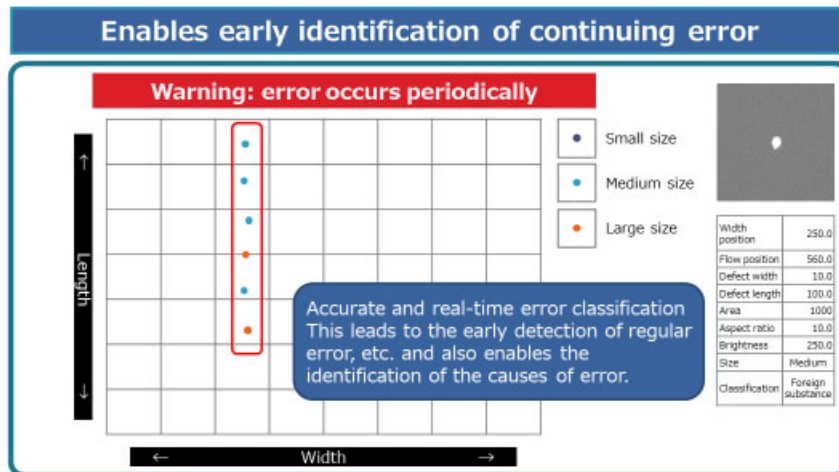 Enables early identification of continuing error
Warning: error occurs periodically
Small size
Medium size
Large size
↑
Length
↓
Accurate and real-time error classification
This leads to the early detection of regular
error, etc. and also enables the
identification of the causes of error.
← Width →
Width position 250.0
Flow position 560.0
Defect width 10.0
Defect length 100.0
Area 1000
Aspect ratio 10.0
Brightness 250.0
Size Medium
Classification Foreign substance